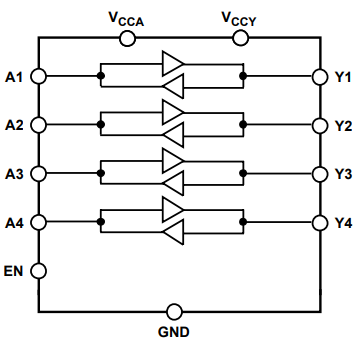 VCCA VCCY
A1 Y1
A2 Y2
A3 Y3
A4 Y4
EN
GND